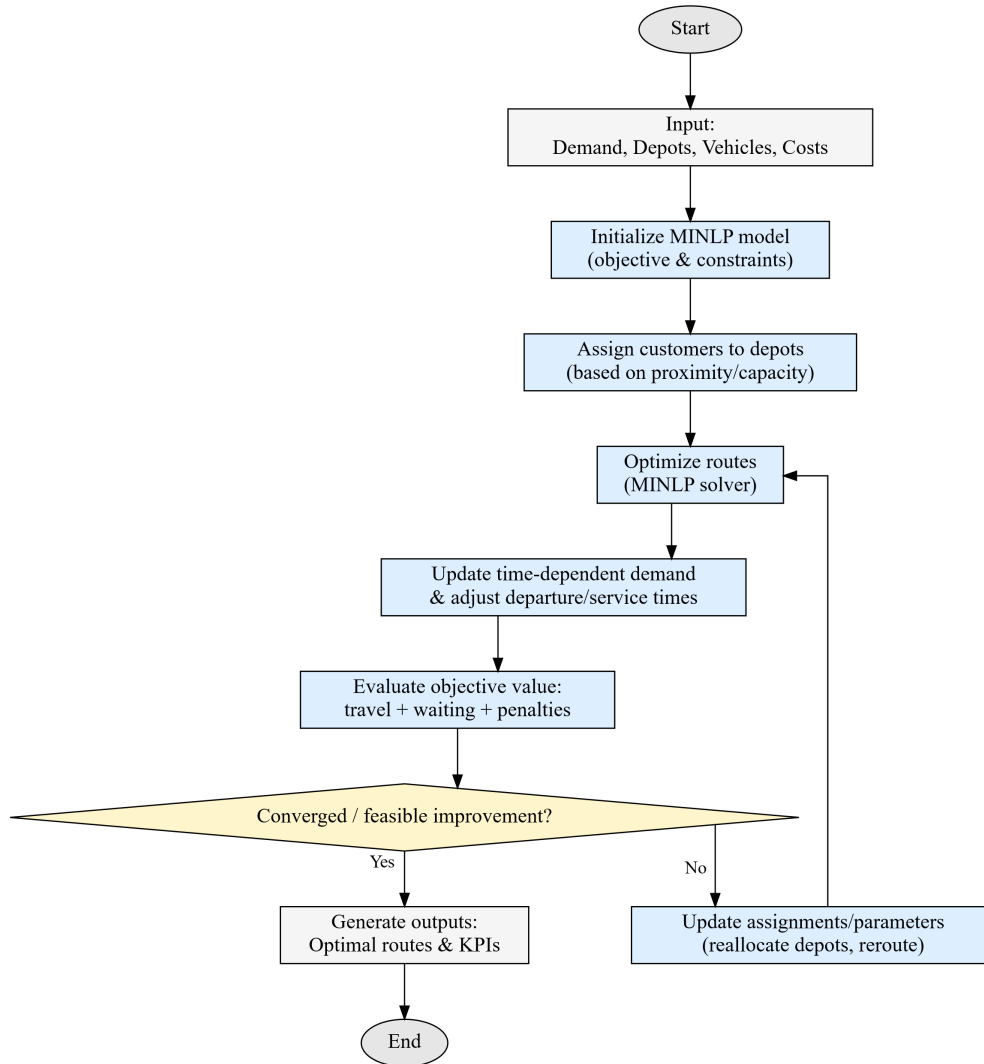 Start
Input:
Demand, Depots, Vehicles, Costs
Initialize MINLP model
(objective & constraints)
Assign customers to depots
(based on proximity/capacity)
Optimize routes
(MINLP solver)
Update time-dependent demand
& adjust departure/service times
Evaluate objective value:
travel + waiting + penalties
Converged / feasible improvement?
Yes
No
Generate outputs:
Optimal routes & KPIs
Update assignments/parameters
(reallocate depots, reroute)
End